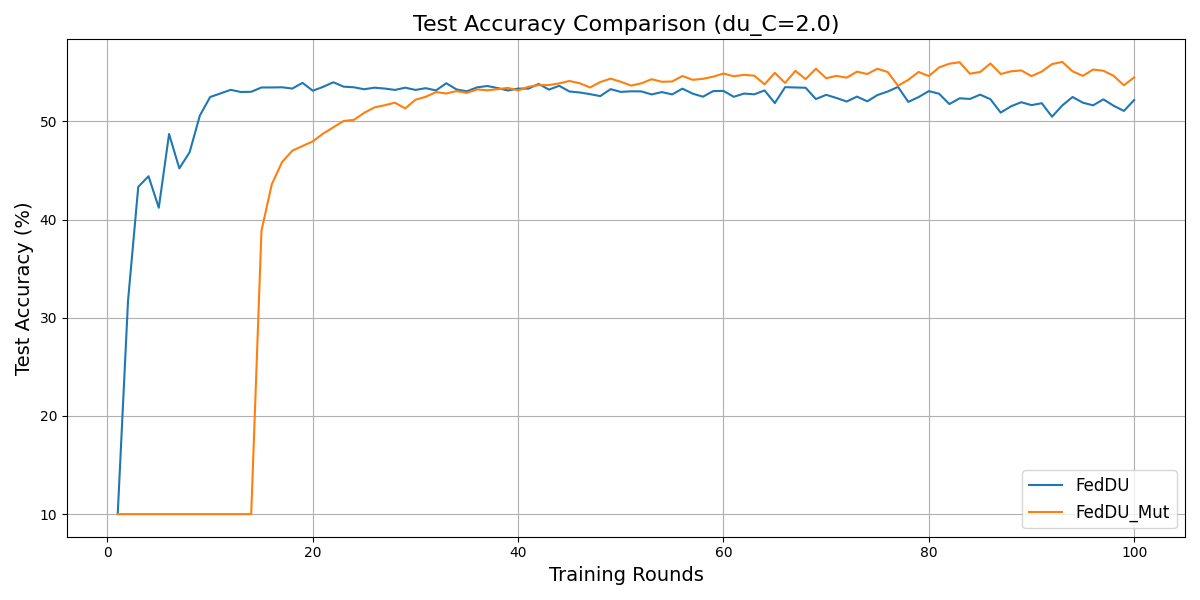 Test Accuracy Comparison (du_C=2.0)
Test Accuracy (%)
50
40
30
20
10
0 20 40 60 80 100
Training Rounds
FedDU
FedDU_Mut